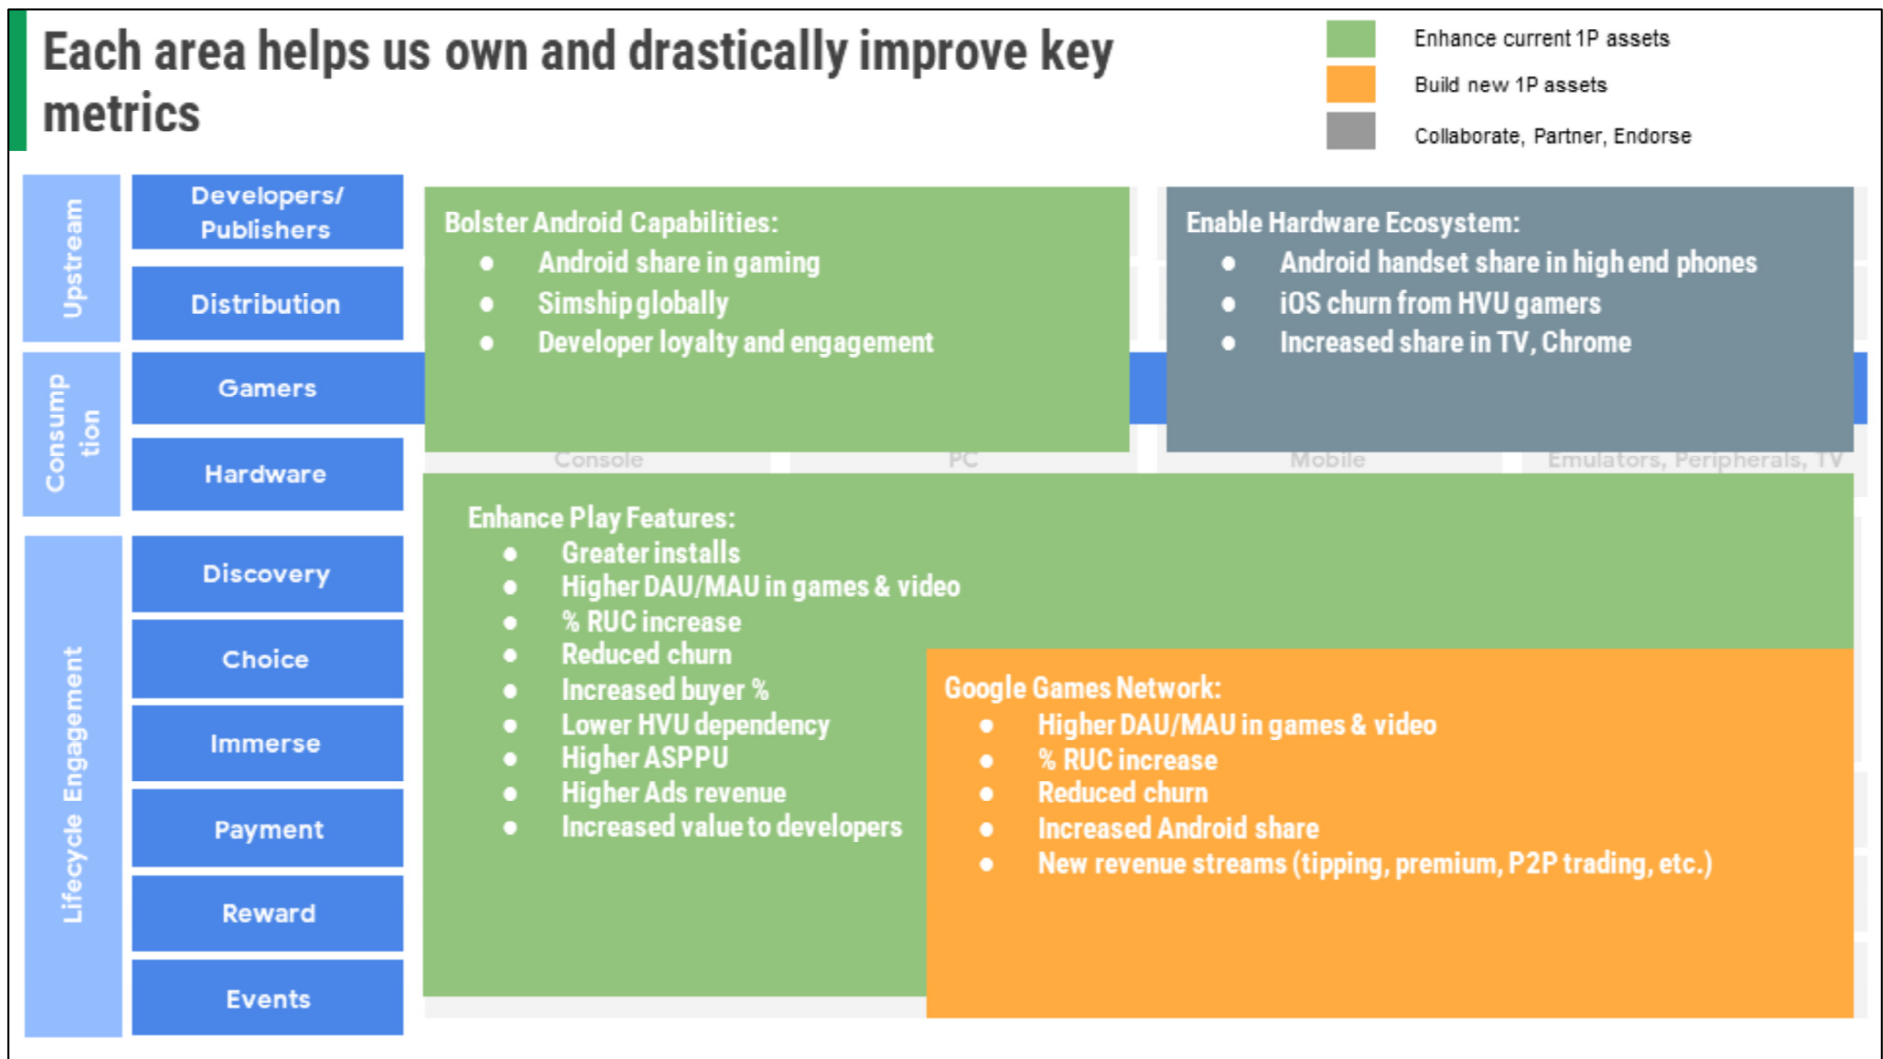 Each area helps us own and drastically improve key
metrics
Enhance current 1P assets
Build new 1P assets
Collaborate, Partner, Endorse
Upstream
Developers/
Publishers
Distribution
Consump
tion
Gamers
Hardware
Lifecycle Engagement
Discovery
Choice
Immerse
Payment
Reward
Events
Bolster Android Capabilities:
● Android share in gaming
● Simship globally
● Developer loyalty and engagement
Enable Hardware Ecosystem:
● Android handset share in high end phones
● iOS churn from HVU gamers
● Increased share in TV, Chrome
Console
PC
Mobile
Emulators, Peripherals, TV
Enhance Play Features:
● Greater installs
● Higher DAU/MAU in games & video
● % RUC increase
● Reduced churn
● Increased buyer %
● Lower HVU dependency
● Higher ASPPU
● Higher Ads revenue
● Increased value to developers
Google Games Network:
● Higher DAU/MAU in games & video
● % RUC increase
● Reduced churn
● Increased Android share
● New revenue streams (tipping, premium, P2P trading, etc.)